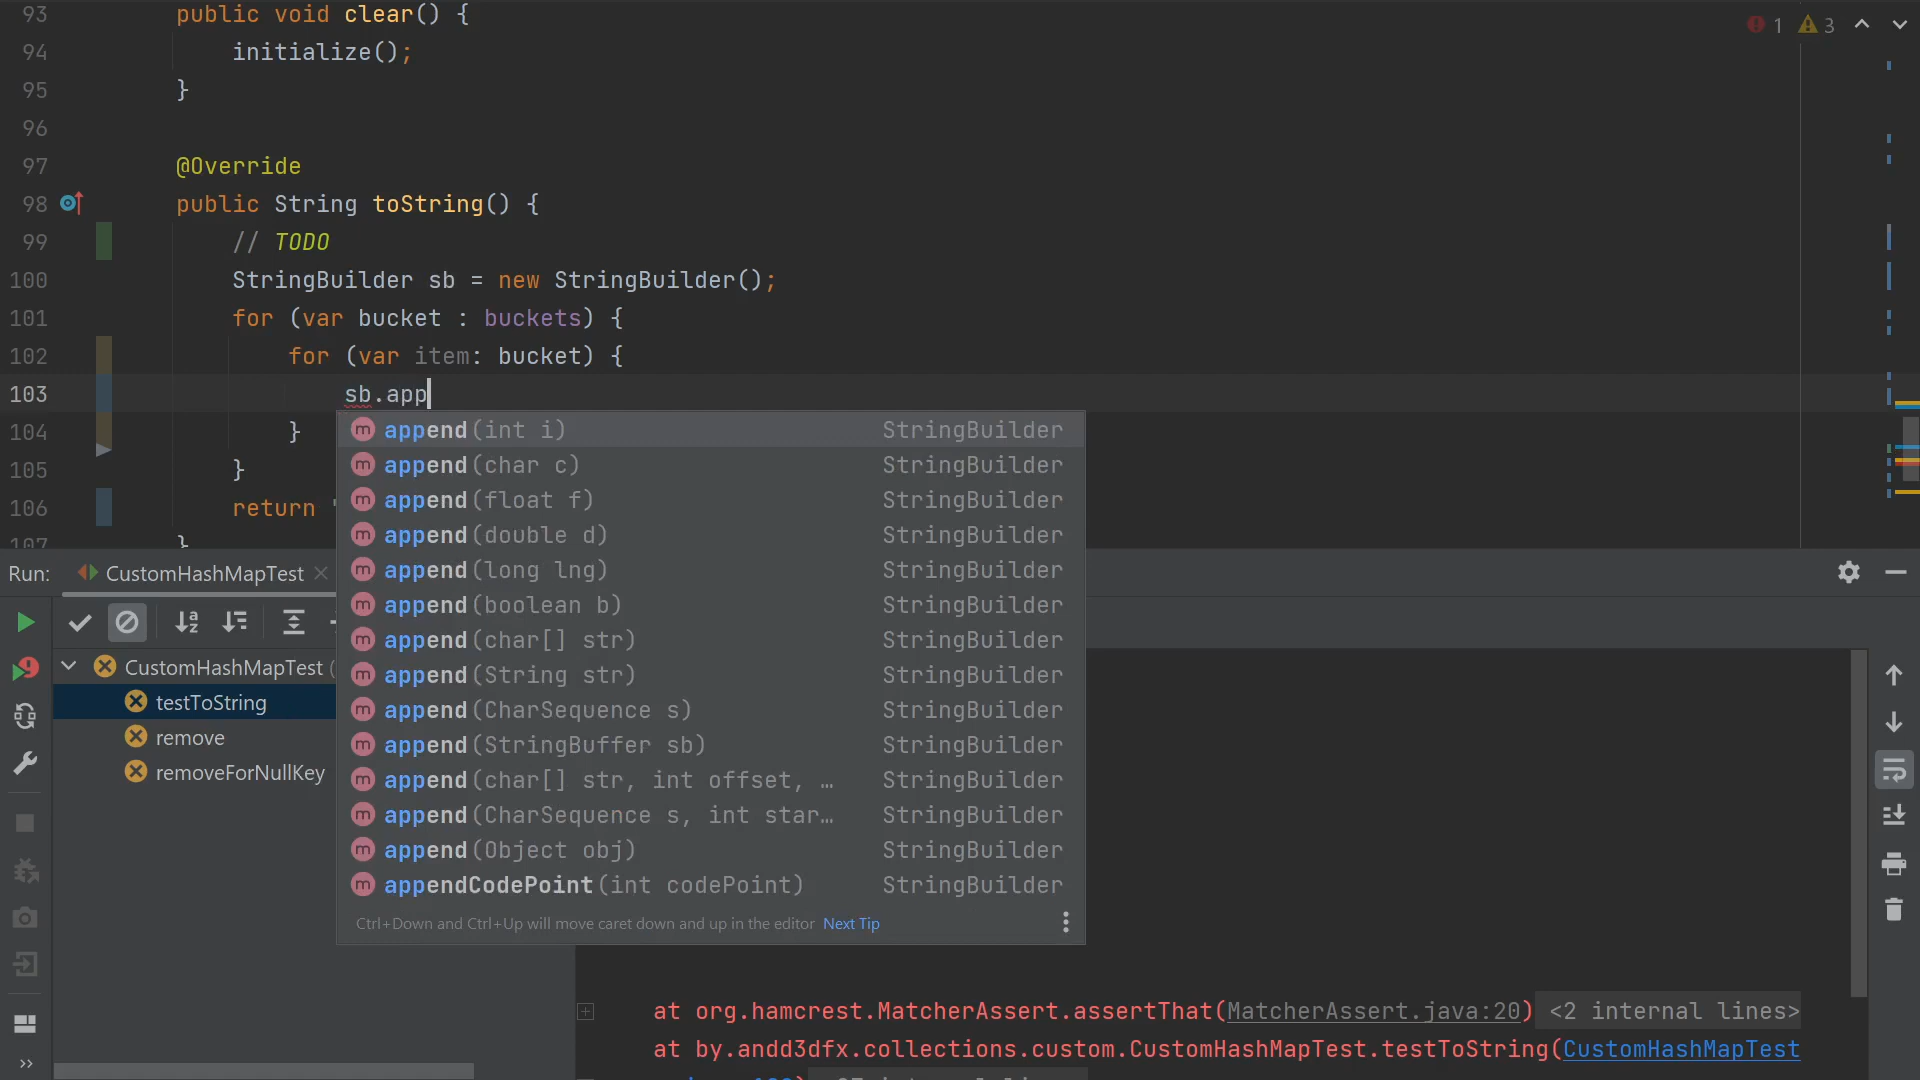 93 public void clear() {
1 3
94 initialize();
95 }
96
97 @Override
98 public String toString() {
99 // TODO
100 StringBuilder sb = new StringBuilder();
101 for (var bucket : buckets) {
102 for (var item: bucket) {
103 sb.app
104 }
105 }
106 return "
107 }
append(int i) StringBuilder
append(char c) StringBuilder
append(float f) StringBuilder
append(double d) StringBuilder
append(long lng) StringBuilder
append(boolean b) StringBuilder
append(char[] str) StringBuilder
append(String str) StringBuilder
append(CharSequence s) StringBuilder
append(StringBuffer sb) StringBuilder
append(char[] str, int offset, … StringBuilder
append(CharSequence s, int star… StringBuilder
append(Object obj) StringBuilder
appendCodePoint(int codePoint) StringBuilder
Ctrl+Down and Ctrl+Up will move caret down and up in the editor Next Tip
Run: CustomHashMapTest
CustomHashMapTest (
testToString
remove
removeForNullKey
at org.hamcrest.MatcherAssert.assertThat(MatcherAssert.java:20) <2 internal lines>
at by.andd3dfx.collections.custom.CustomHashMapTest.testToString(CustomHashMapTest